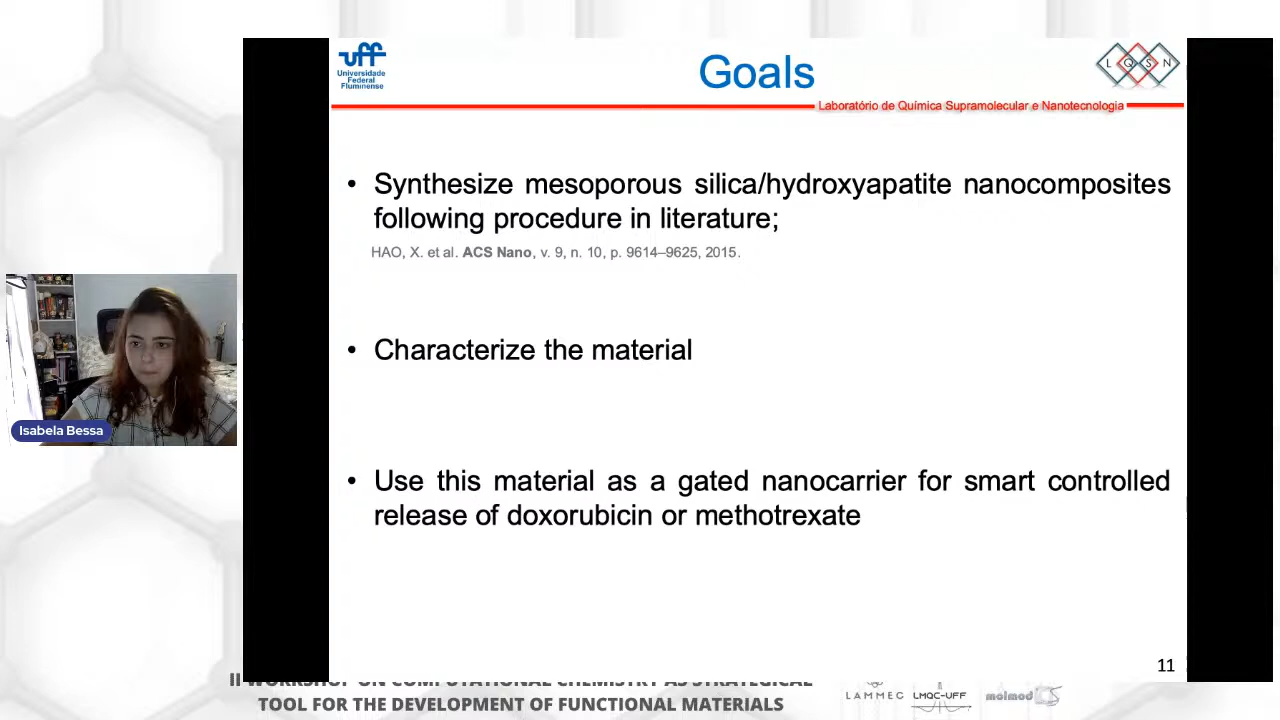 uff
Universidade
Federal
Fluminense
Goals
L Q S N
Laboratório de Química Supramolecular e Nanotecnologia
• Synthesize mesoporous silica/hydroxyapatite nanocomposites
following procedure in literature;
HAO, X. et al. ACS Nano, v. 9, n. 10, p. 9614–9625, 2015.
• Characterize the material
• Use this material as a gated nanocarrier for smart controlled
release of doxorubicin or methotrexate
11
Isabela Bessa
II WORKSHOP ON COMPUTATIONAL CHEMISTRY AS STRATEGICAL
TOOL FOR THE DEVELOPMENT OF FUNCTIONAL MATERIALS
LAMMEC
LMQC-UFF
molmod